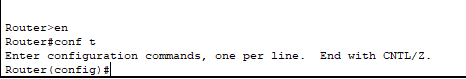 Router>en
Router#conf t
Enter configuration commands, one per line.  End with CNTL/Z.
Router(config)#